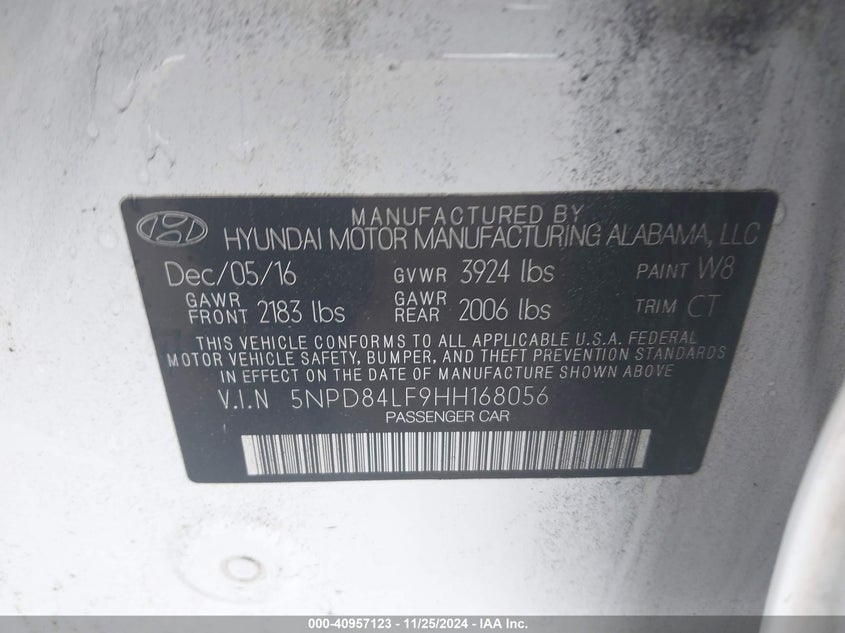 MANUFACTURED BY
HYUNDAI MOTOR MANUFACTURING ALABAMA, LLC
Dec/05/16 GVWR 3924 lbs PAINT W8
GAWR FRONT 2183 lbs GAWR REAR 2006 lbs TRIM CT
THIS VEHICLE CONFORMS TO ALL APPLICABLE U.S.A. FEDERAL
MOTOR VEHICLE SAFETY, BUMPER, AND THEFT PREVENTION STANDARDS
IN EFFECT ON THE DATE OF MANUFACTURE SHOWN ABOVE.
V.I.N 5NPD84LF9HH168056
PASSENGER CAR
000-40957123 - 11/25/2024 - IAA Inc.